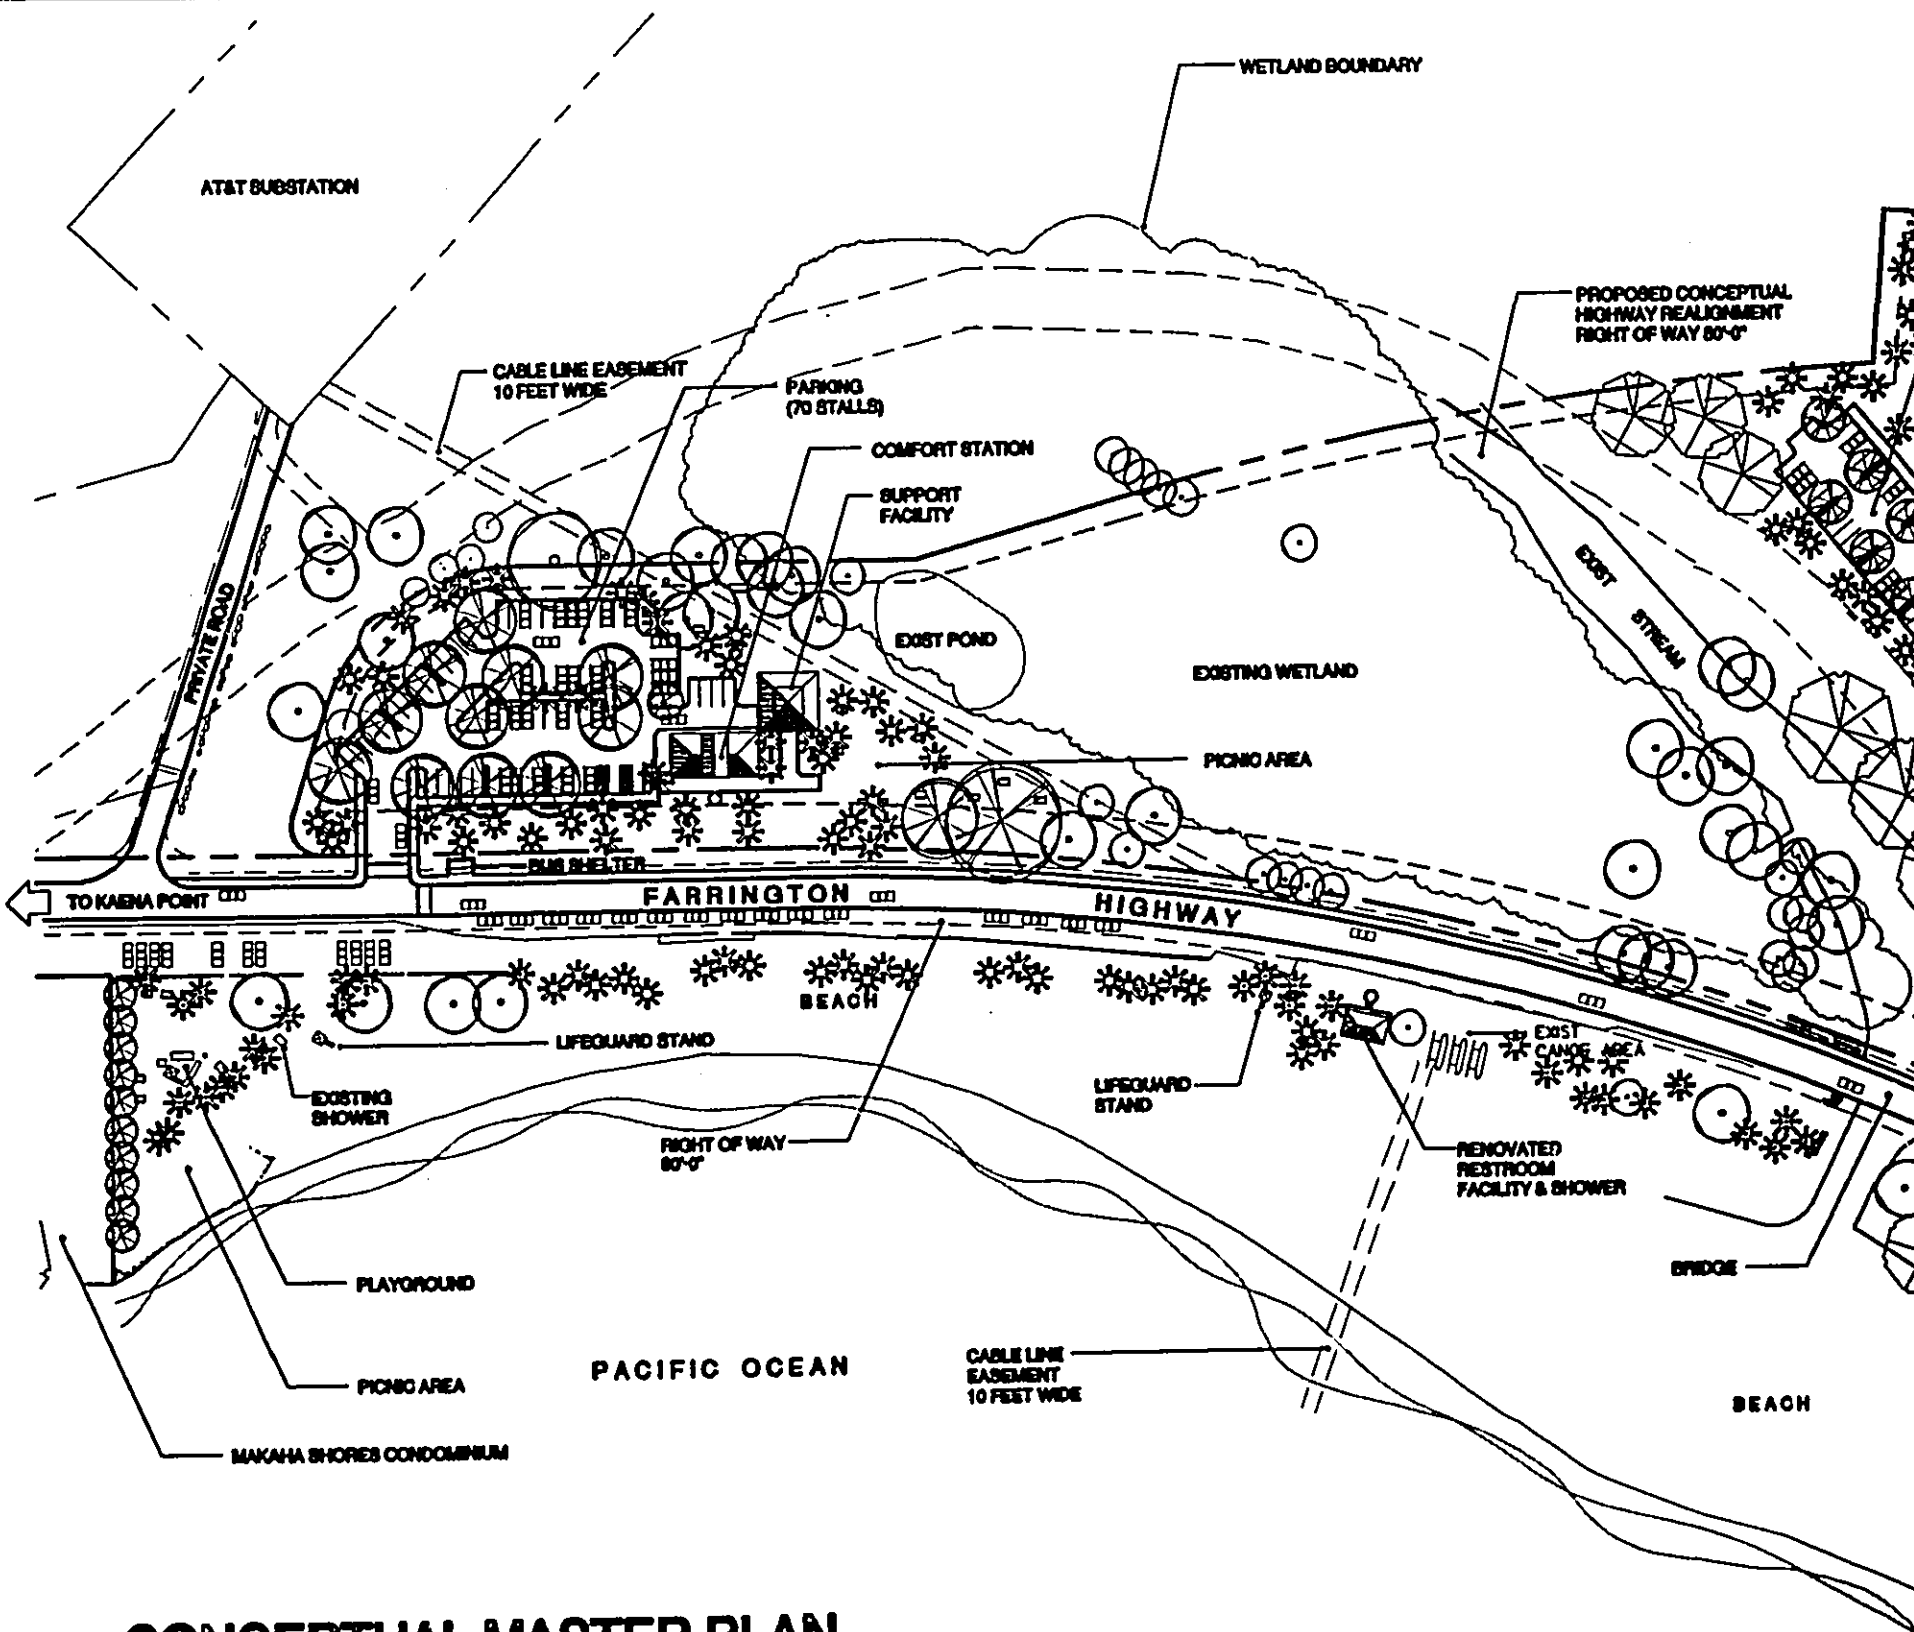 WETLAND BOUNDARY
AT&T SUBSTATION
PROPOSED CONCEPTUAL
HIGHWAY REALIGNMENT
RIGHT OF WAY 80'-0"
CABLE LINE EASEMENT
10 FEET WIDE
PARKING
(70 STALLS)
COMFORT STATION
SUPPORT
FACILITY
EXIST
STREAM
PRIVATE ROAD
EXIST POND
EXISTING WETLAND
PICNIC AREA
BUS SHELTER
TO KAENA POINT
FARRINGTON
HIGHWAY
BEACH
LIFEGUARD STAND
EXIST
CANOE AREA
EXISTING
SHOWER
LIFEGUARD
STAND
RIGHT OF WAY
80'-0"
RENOVATED
RESTROOM
FACILITY & SHOWER
BRIDGE
PLAYGROUND
PACIFIC OCEAN
CABLE LINE
EASEMENT
10 FEET WIDE
PICNIC AREA
BEACH
MAKAHA SHORES CONDOMINIUM
CONCEPTUAL MASTER PLAN